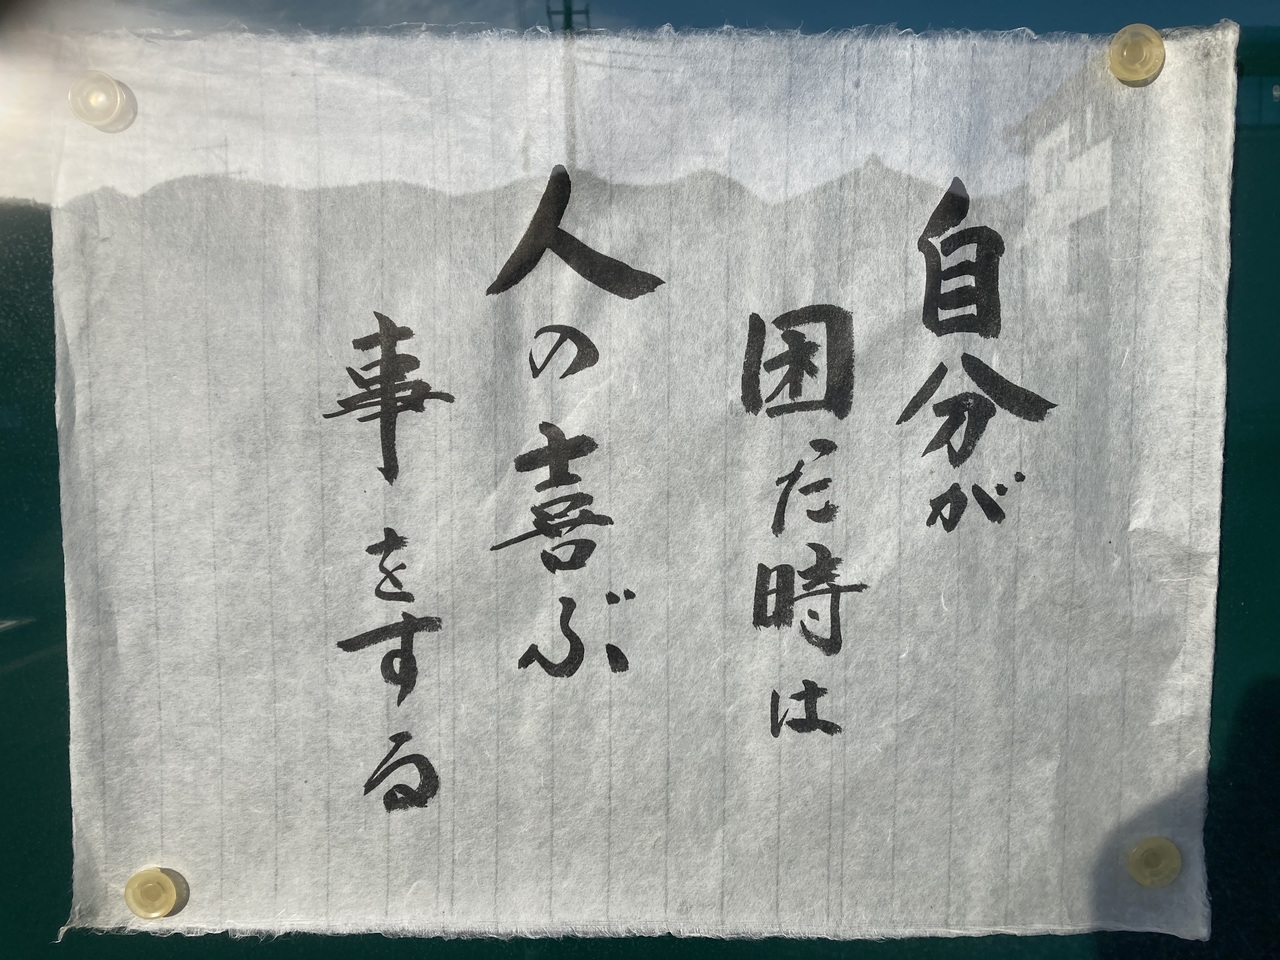 自分が
困た時は
人の喜ぶ
事をする